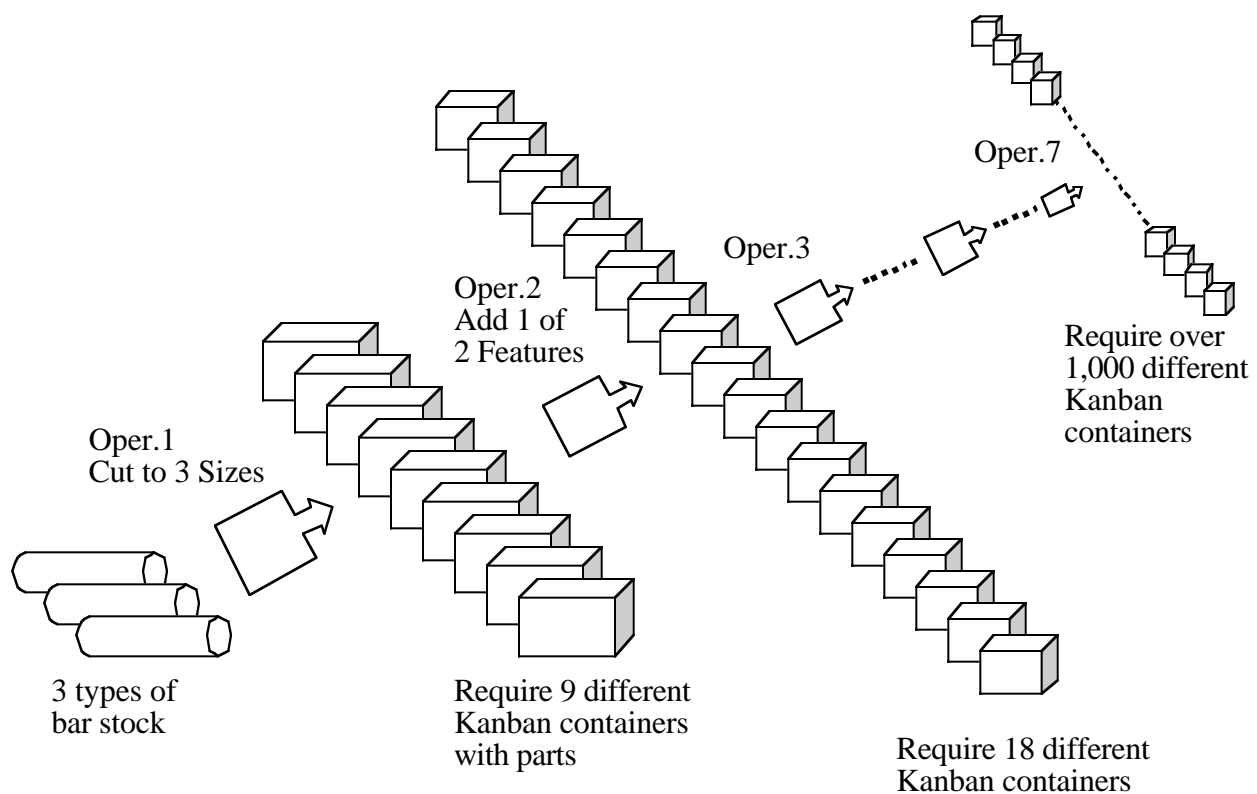 Oper.7
Oper.3
Oper.2
Add 1 of
2 Features
Require over
1,000 different
Kanban
containers
Oper.1
Cut to 3 Sizes
3 types of
bar stock
Require 9 different
Kanban containers
with parts
Require 18 different
Kanban containers